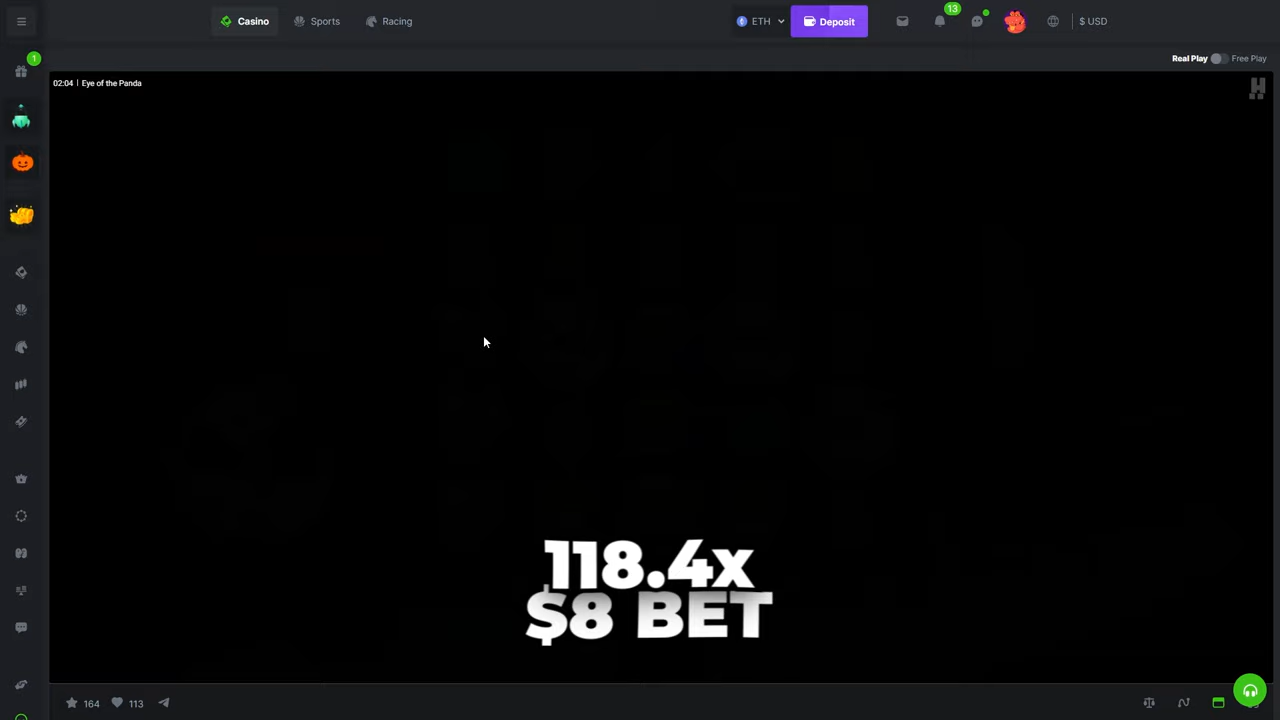 Casino Sports Racing ETH Deposit 13 $ USD
1
Real Play Free Play
02:04 | Eye of the Panda
118.4x
$8 BET
164 113